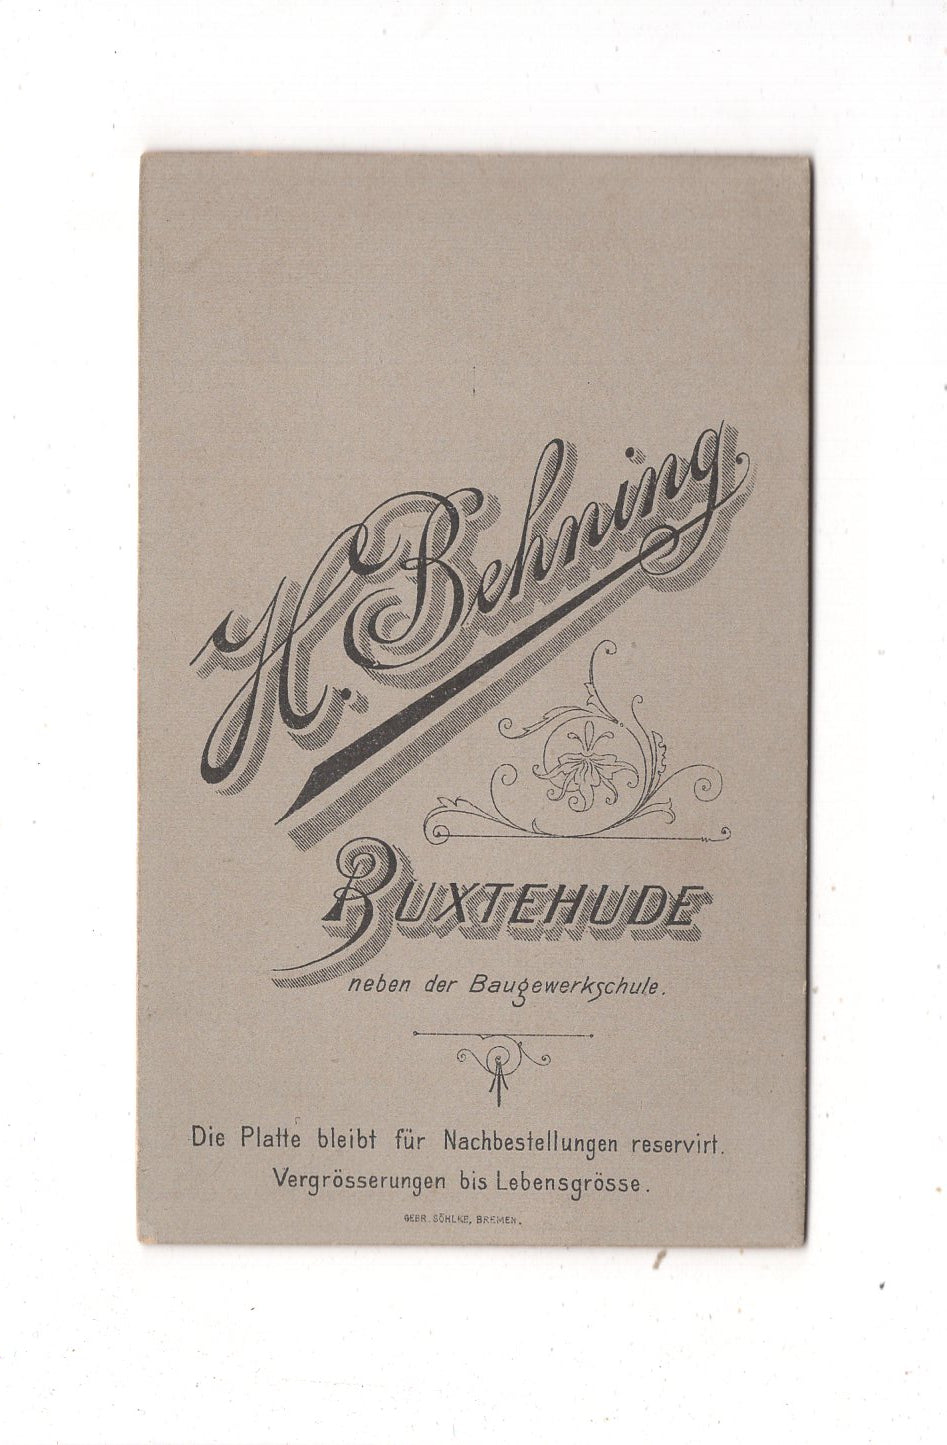 H. Behning
BUXTEHUDE
neben der Baugewerkschule.
Die Platte bleibt für Nachbestellungen reservirt.
Vergrösserungen bis Lebensgrösse.
GEBR. SÖHLKE, BREMEN.